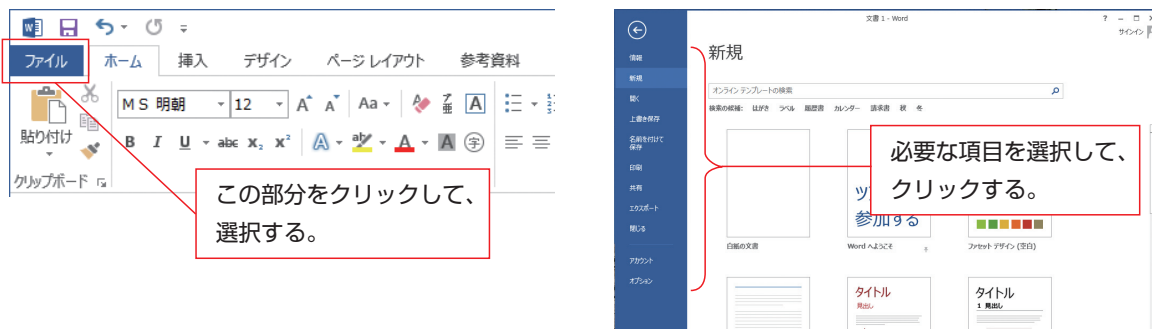 ファイル ホーム 挿入 デザイン ページ レイアウト 参考資料
MS 明朝 12 A A Aa
亜
A
貼り付け
B I U abc X₂ X² A aby A A 字
クリップボード
この部分をクリックして、
選択する。
文書 1 - Word
?
サインイン
情報
新規
開く
上書き保存
名前を付けて
保存
印刷
共有
エクスポート
閉じる
アカウント
オプション
新規
オンライン テンプレートの検索
検索の候補: はがき ラベル 履歴書 カレンダー 請求書 秋 冬
必要な項目を選択して、
クリックする。
ツ
参加する
白紙の文書 Word へようこそ ファセット デザイン (空白)
タイトル
見出し
タイトル
1 見出し